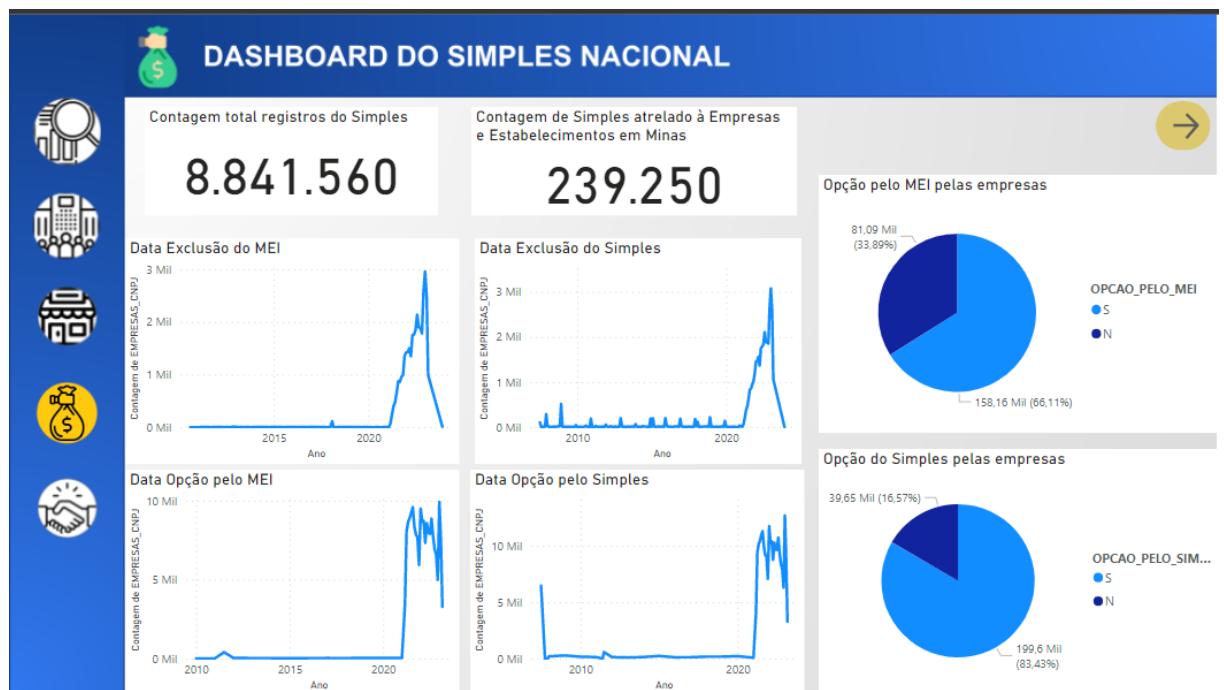 DASHBOARD DO SIMPLES NACIONAL
Contagem total registros do Simples
8.841.560
Contagem de Simples atrelado à Empresas
e Estabelecimentos em Minas
239.250
Data Exclusão do MEI
Contagem de EMPRESAS_CNPJ
3 Mil
2 Mil
1 Mil
0 Mil
2015
2020
Ano
Data Exclusão do Simples
Contagem de EMPRESAS_CNPJ
3 Mil
2 Mil
1 Mil
0 Mil
2010
2020
Ano
Opção pelo MEI pelas empresas
81,09 Mil
(33,89%)
158,16 Mil (66,11%)
OPCAO_PELO_MEI
S
N
Data Opção pelo MEI
Contagem de EMPRESAS_CNPJ
10 Mil
5 Mil
0 Mil
2010
2015
2020
Ano
Data Opção pelo Simples
Contagem de EMPRESAS_CNPJ
10 Mil
5 Mil
0 Mil
2010
2020
Ano
Opção do Simples pelas empresas
39,65 Mil (16,57%)
199,6 Mil
(83,43%)
OPCAO_PELO_SIM...
S
N